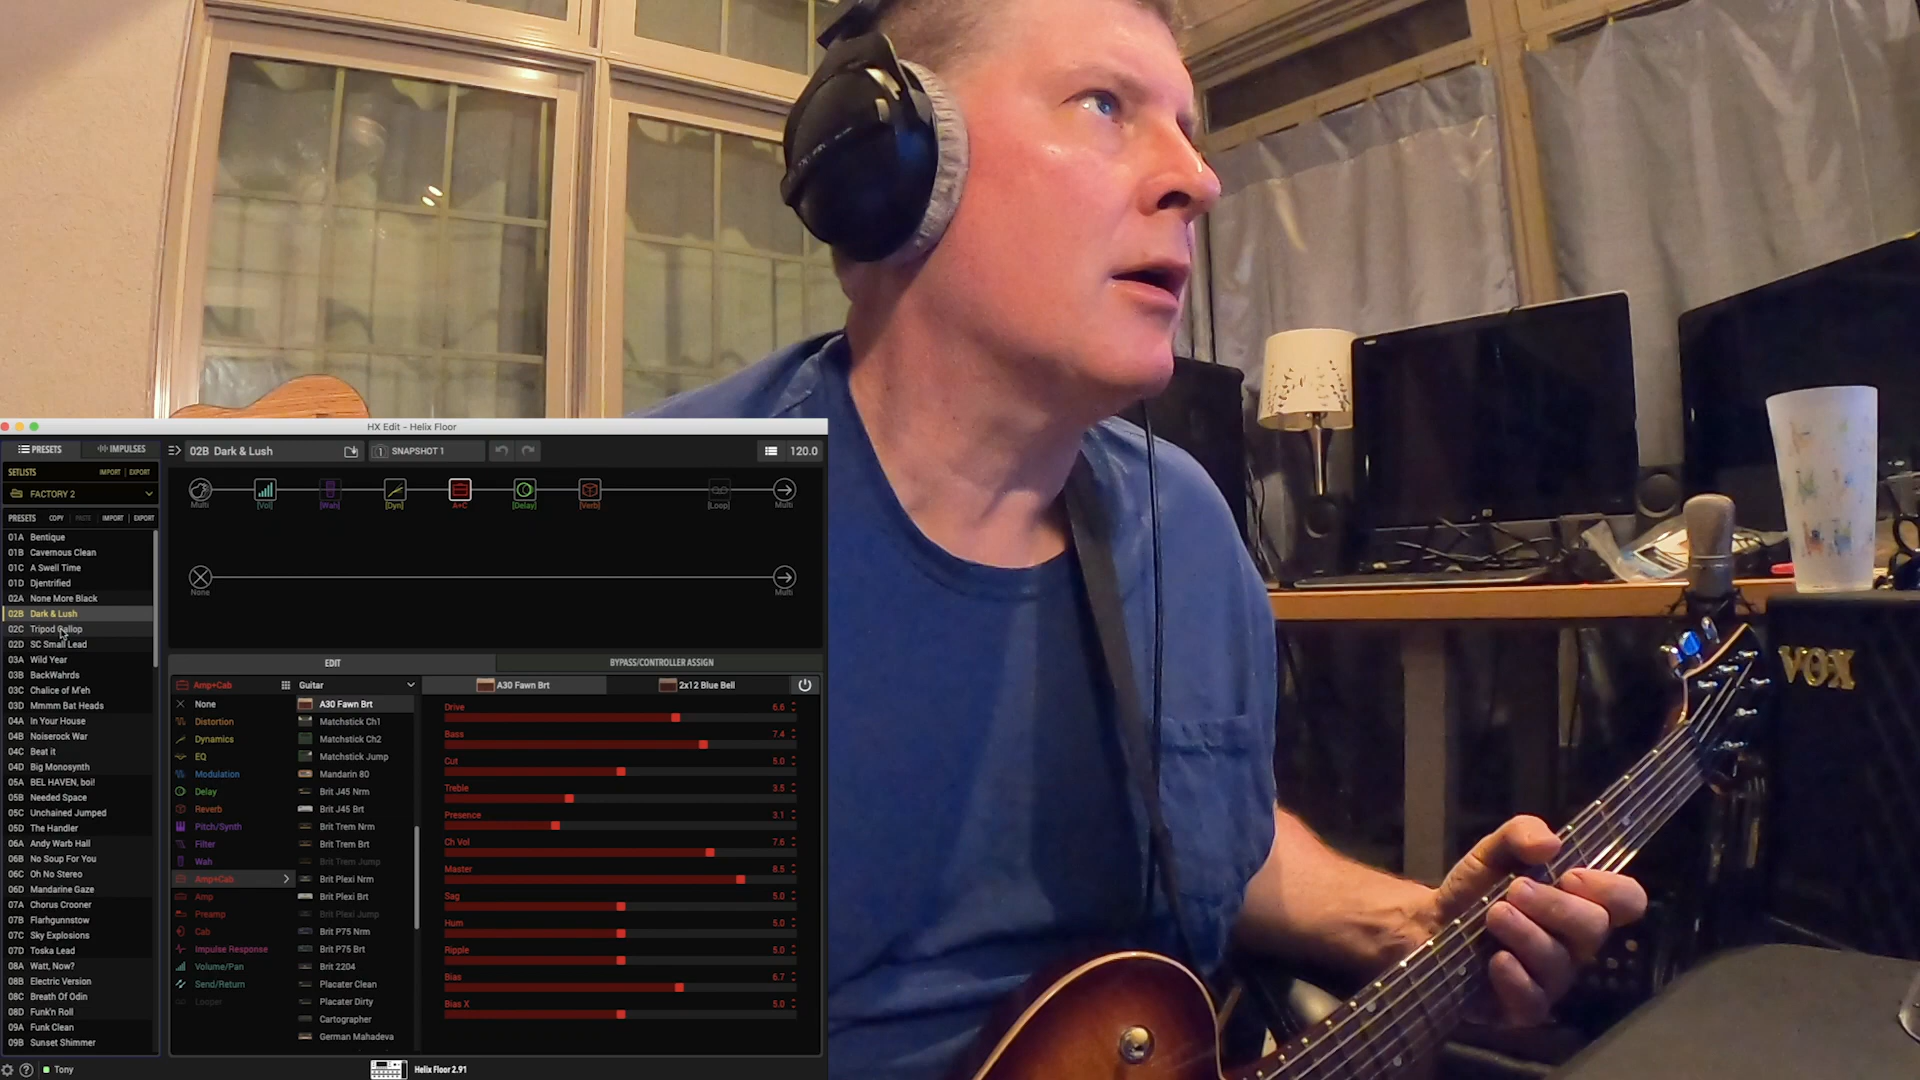 HX Edit - Helix Floor
PRESETS IMPULSES
SETLISTS IMPORT EXPORT
FACTORY 2
PRESETS COPY PASTE IMPORT EXPORT
01A Bentique
01B Cavernous Clean
01C A Swell Time
01D Djentrified
02A None More Black
02B Dark & Lush
02C Tripod Gallop
02D SC Small Lead
03A Wild Year
03B BackWahrds
03C Chalice of M'eh
03D Mmmm Bat Heads
04A In Your House
04B Noiserock War
04C Beat it
04D Big Monosynth
05A BEL HAVEN, boi!
05B Needed Space
05C Unchained Jumped
05D The Handler
06A Andy Warb Hall
06B No Soup For You
06C Oh No Stereo
06D Mandarine Gaze
07A Chorus Crooner
07B Flarhgunnstow
07C Sky Explosions
07D Toska Lead
08A Watt, Now?
08B Electric Version
08C Breath Of Odin
08D Funk'n Roll
09A Funk Clean
09B Sunset Shimmer
Tony
02B Dark & Lush
1 SNAPSHOT 1
120.0
Multi [Vol] [Wah] [Dyn] A+C [Delay] [Verb] [Loop] Multi
None Multi
EDIT BYPASS/CONTROLLER ASSIGN
Amp+Cab Guitar
None
Distortion
Dynamics
EQ
Modulation
Delay
Reverb
Pitch/Synth
Filter
Wah
Amp+Cab
Amp
Preamp
Cab
Impulse Response
Volume/Pan
Send/Return
Looper
A30 Fawn Brt
Matchstick Ch1
Matchstick Ch2
Matchstick Jump
Mandarin 80
Brit J45 Nrm
Brit J45 Brt
Brit Trem Nrm
Brit Trem Brt
Brit Trem Jump
Brit Plexi Nrm
Brit Plexi Brt
Brit Plexi Jump
Brit P75 Nrm
Brit P75 Brt
Brit 2204
Placater Clean
Placater Dirty
Cartographer
German Mahadeva
A30 Fawn Brt 2x12 Blue Bell
Drive 6.6
Bass 7.4
Cut 5.0
Treble 3.5
Presence 3.1
Ch Vol 7.6
Master 8.5
Sag 5.0
Hum 5.0
Ripple 5.0
Bias 6.7
Bias X 5.0
Helix Floor 2.91
VOX